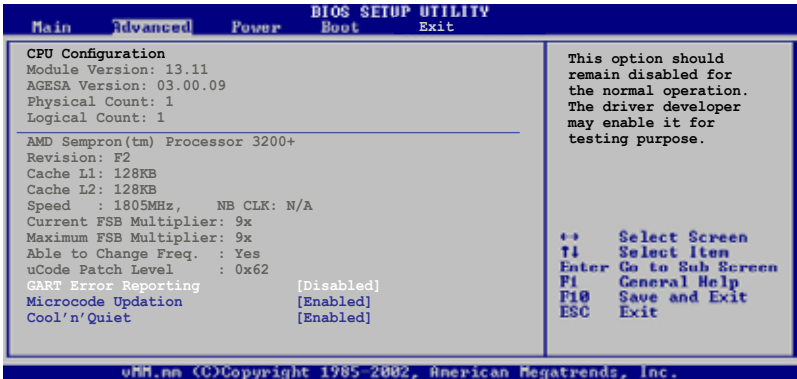 BIOS SETUP UTILITY
Main Advanced Power Boot Exit
CPU Configuration
Module Version: 13.11
AGESA Version: 03.00.09
Physical Count: 1
Logical Count: 1
AMD Sempron(tm) Processor 3200+
Revision: F2
Cache L1: 128KB
Cache L2: 128KB
Speed : 1805MHz, NB CLK: N/A
Current FSB Multiplier: 9x
Maximum FSB Multiplier: 9x
Able to Change Freq. : Yes
uCode Patch Level : 0x62
GART Error Reporting [Disabled]
Microcode Updation [Enabled]
Cool'n'Quiet [Enabled]
This option should
remain disabled for
the normal operation.
The driver developer
may enable it for
testing purpose.
↔ Select Screen
↑↓ Select Item
Enter Go to Sub Screen
F1 General Help
F10 Save and Exit
ESC Exit
vMM.mm (C)Copyright 1985-2002, American Megatrends, Inc.